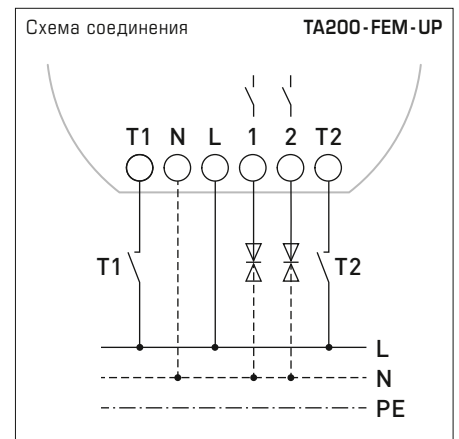 Схема соединения TA200-FEM-UP
T1 N L 1 2 T2
T1 T2
L
N
PE